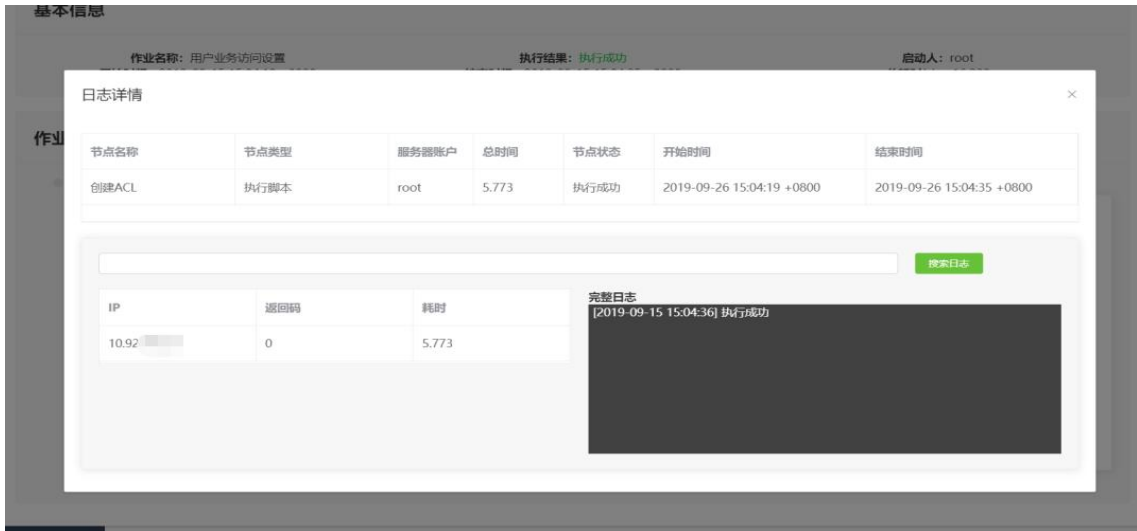 基本信息
作业名称: 用户业务访问设置 执行结果: 执行成功 启动人: root
日志详情 ×
作业
节点名称 节点类型 服务器账户 总时间 节点状态 开始时间 结束时间
创建ACL 执行脚本 root 5.773 执行成功 2019-09-26 15:04:19 +0800 2019-09-26 15:04:35 +0800
搜索日志
IP 返回码 耗时
10.92 0 5.773
完整日志
[2019-09-15 15:04:36] 执行成功